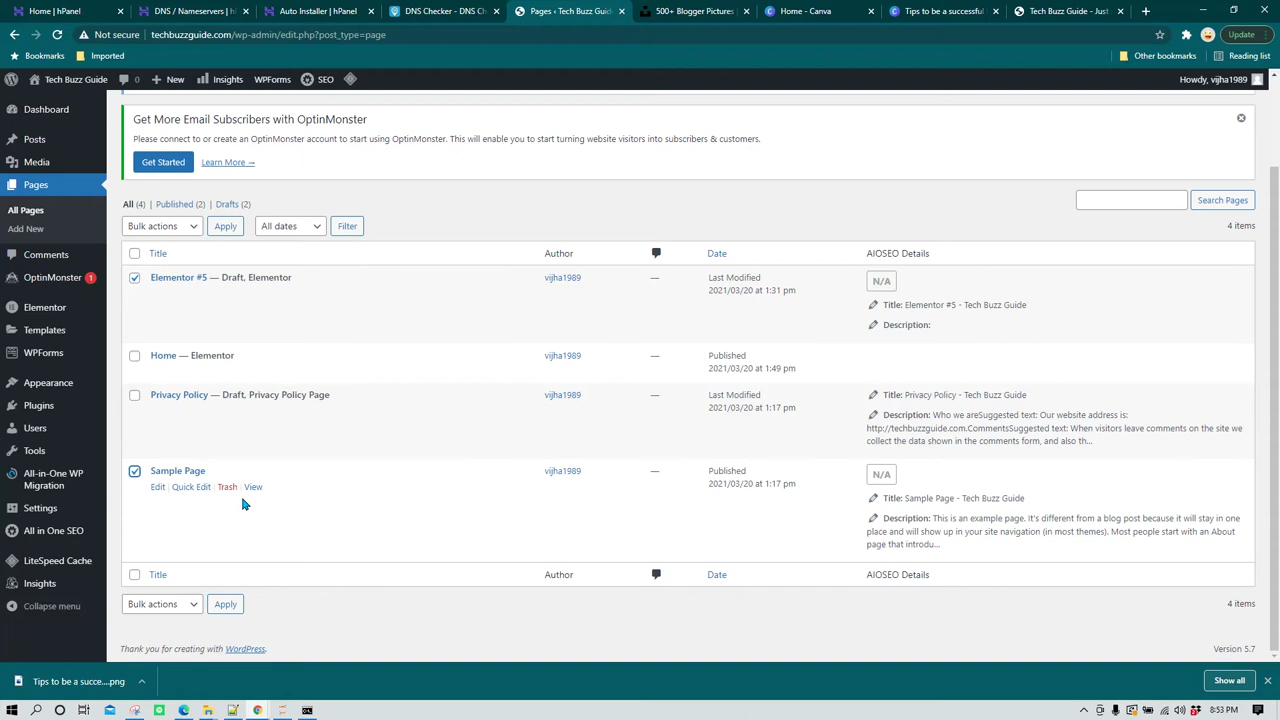 Home | hPanel
DNS / Nameservers | h
Auto Installer | hPanel
DNS Checker - DNS Ch
Pages ‹ Tech Buzz Guide
500+ Blogger Pictures |
Home - Canva
Tips to be a successful
Tech Buzz Guide - Just
Not secure | techbuzzguide.com/wp-admin/edit.php?post_type=page
Update
Bookmarks
Imported
Other bookmarks
Reading list
Tech Buzz Guide
New
Insights
WPForms
SEO
Howdy, vijha1989
Dashboard
Posts
Media
Pages
All Pages
Add New
Comments
OptinMonster 1
Elementor
Templates
WPForms
Appearance
Plugins
Users
Tools
All-in-One WP
Migration
Settings
All in One SEO
LiteSpeed Cache
Insights
Collapse menu
Get More Email Subscribers with OptinMonster
Please connect to or create an OptinMonster account to start using OptinMonster. This will enable you to start turning website visitors into subscribers & customers.
Get Started
Learn More →
All (4) | Published (2) | Drafts (2)
Search Pages
Bulk actions
Apply
All dates
Filter
4 items
Title
Author
Date
AIOSEO Details
Elementor #5 — Draft, Elementor
vijha1989
—
Last Modified
2021/03/20 at 1:31 pm
N/A
Title: Elementor #5 - Tech Buzz Guide
Description:
Home — Elementor
vijha1989
—
Published
2021/03/20 at 1:49 pm
Privacy Policy — Draft, Privacy Policy Page
vijha1989
—
Last Modified
2021/03/20 at 1:17 pm
Title: Privacy Policy - Tech Buzz Guide
Description: Who we areSuggested text: Our website address is:
http://techbuzzguide.com.CommentsSuggested text: When visitors leave comments on the site we
collect the data shown in the comments form, and also th...
Sample Page
Edit | Quick Edit | Trash | View
vijha1989
—
Published
2021/03/20 at 1:17 pm
N/A
Title: Sample Page - Tech Buzz Guide
Description: This is an example page. It's different from a blog post because it will stay in one
place and will show up in your site navigation (in most themes). Most people start with an About
page that introdu...
Title
Author
Date
AIOSEO Details
Bulk actions
Apply
4 items
Thank you for creating with WordPress.
Version 5.7
Tips to be a succe....png
Show all
8:53 PM